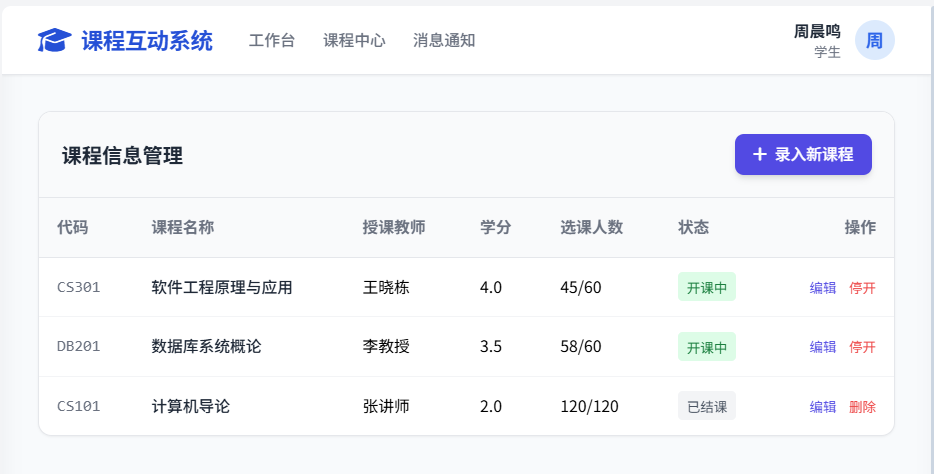 课程互动系统 工作台 课程中心 消息通知 周晨鸣 周
学生
课程信息管理 + 录入新课程
代码 课程名称 授课教师 学分 选课人数 状态 操作
CS301 软件工程原理与应用 王晓栋 4.0 45/60 开课中 编辑 停开
DB201 数据库系统概论 李教授 3.5 58/60 开课中 编辑 停开
CS101 计算机导论 张讲师 2.0 120/120 已结课 编辑 删除